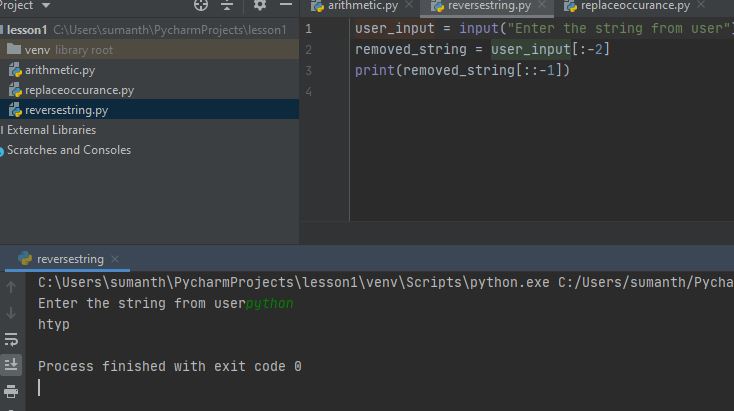 Project
lesson1 C:\Users\sumanth\PycharmProjects\lesson1
venv library root
arithmetic.py
replaceoccurance.py
reversestring.py
External Libraries
Scratches and Consoles
arithmetic.py reversestring.py replaceoccurance.py
1 user_input = input("Enter the string from user")
2 removed_string = user_input[:-2]
3 print(removed_string[::-1])
4
reversestring
C:\Users\sumanth\PycharmProjects\lesson1\venv\Scripts\python.exe C:/Users/sumanth/Pycha
Enter the string from userpython
htyp
Process finished with exit code 0